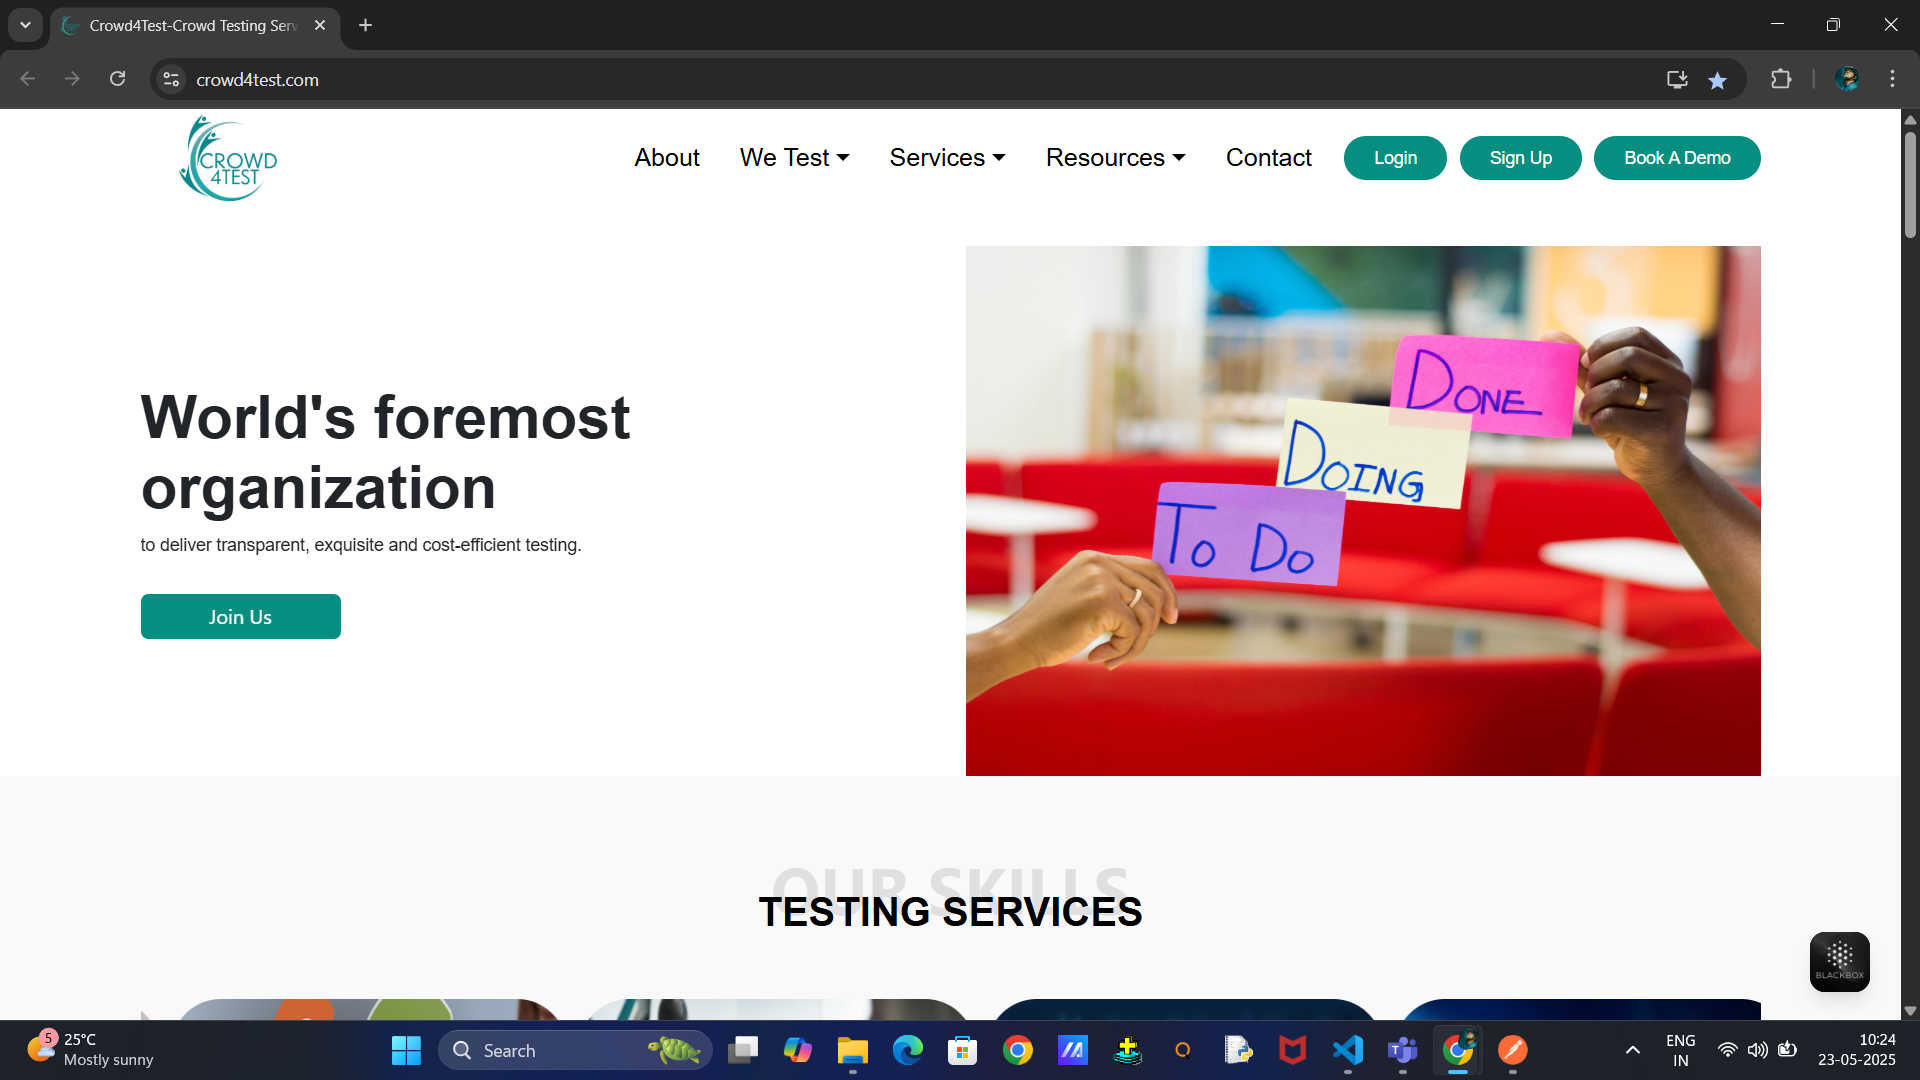 Crowd4Test-Crowd Testing Serv
crowd4test.com
CROWD
4TEST
About
We Test
Services
Resources
Contact
Login
Sign Up
Book A Demo
World's foremost
organization
to deliver transparent, exquisite and cost-efficient testing.
Join Us
DONE
DOING
TO DO
OUR SKILLS
TESTING SERVICES
BLACKBOX
5
25°C
Mostly sunny
Search
ENG
IN
10:24
23-05-2025